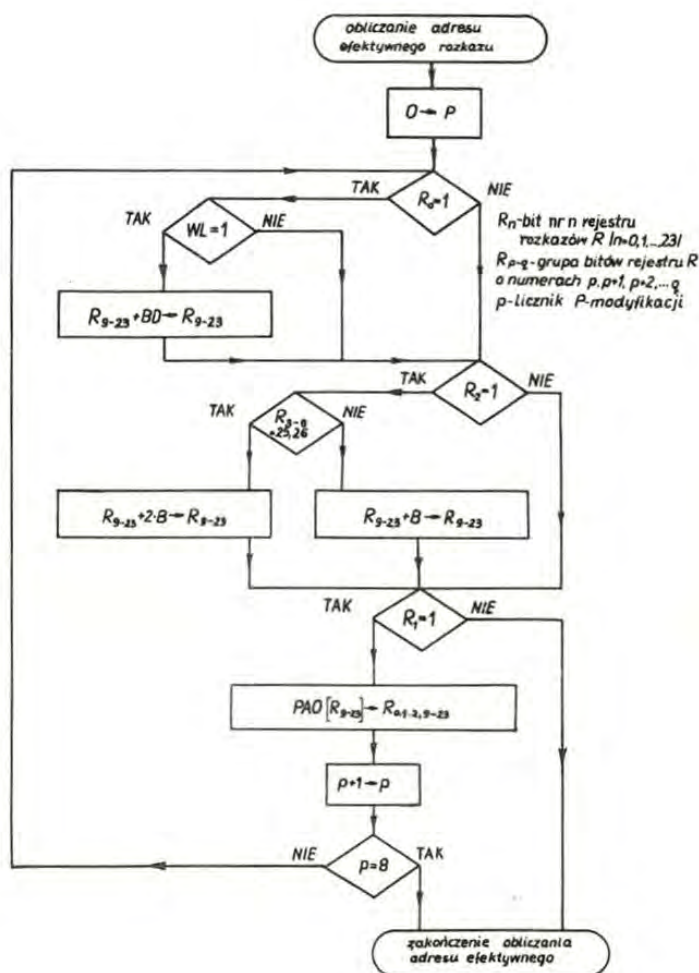 obliczanie adresu
efektywnego rozkazu
0 → P
TAK
R₀=1
NIE
TAK
WL=1
NIE
Rn-bit nr n rejestru
rozkazów R /n=0,1,..,23/
Rp-q-grupa bitów rejestru R
o numerach p,p+1, p+2,...q
p-licznik P-modyfikacji
R₉₋₂₃+BD → R₉₋₂₃
TAK
R₂=1
NIE
TAK
NIE
25,26
R₉₋₂₃+2·B → R₉₋₂₃
R₉₋₂₃+B → R₉₋₂₃
TAK
R₁=1
NIE
PAO[R₉₋₂₃] → R₀,₁₋₂,₉₋₂₃
p+1→p
NIE
p=8
TAK
zakończenie obliczania
adresu efektywnego